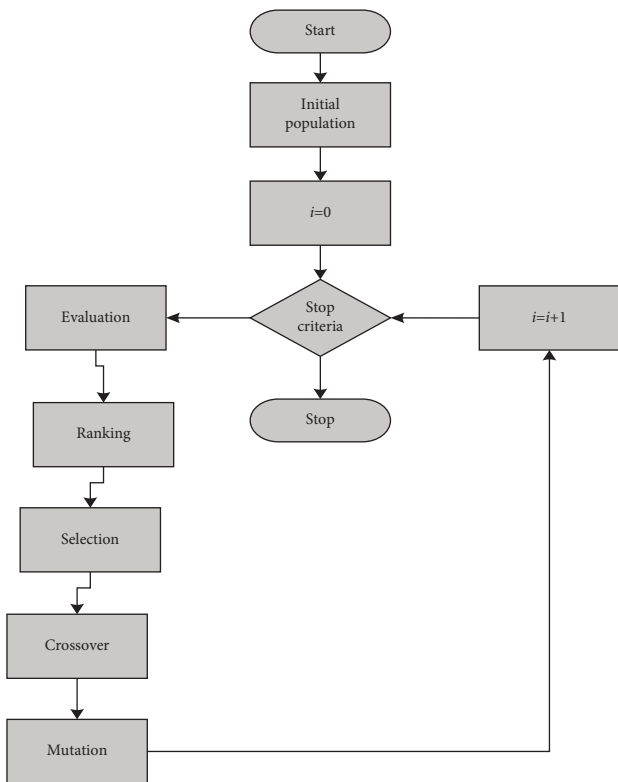 Start
Initial
population
i=0
Stop
criteria
Evaluation
i=i+1
Ranking
Stop
Selection
Crossover
Mutation